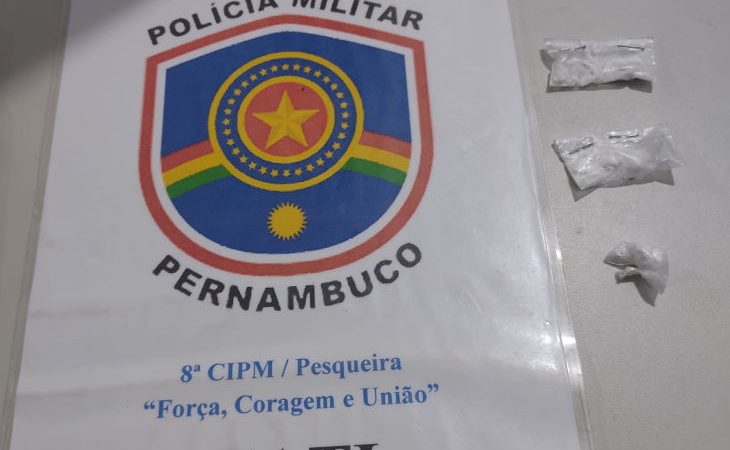 POLÍCIA MILITAR
PERNAMBUCO
8ª CIPM / Pesqueira
“Força, Coragem e União”